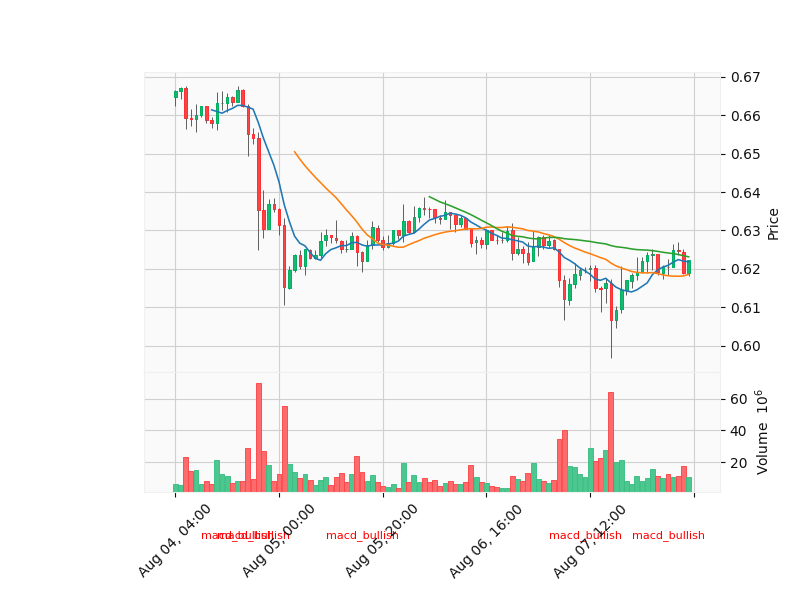 0.67
0.66
0.65
0.64
0.63
0.62
0.61
0.60
Price
60
40
20
Volume 10^6
Aug 04, 04:00
Aug 05, 00:00
Aug 05, 20:00
Aug 06, 16:00
Aug 07, 12:00
macd_bullish
macd_bullish
macd_bullish
macd_bullish
macd_bullish